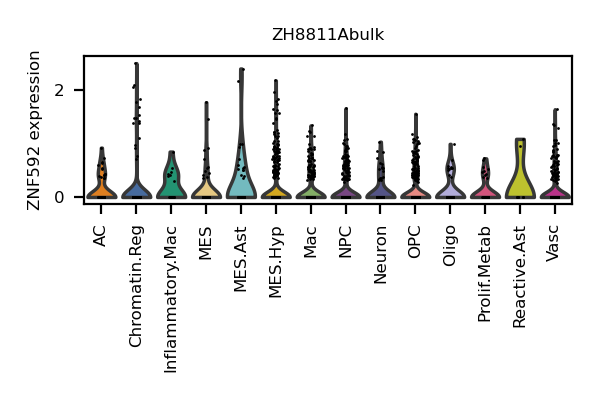 ZH8811Abulk
ZNF592 expression
2
0
AC
Chromatin.Reg
Inflammatory.Mac
MES
MES.Ast
MES.Hyp
Mac
NPC
Neuron
OPC
Oligo
Prolif.Metab
Reactive.Ast
Vasc